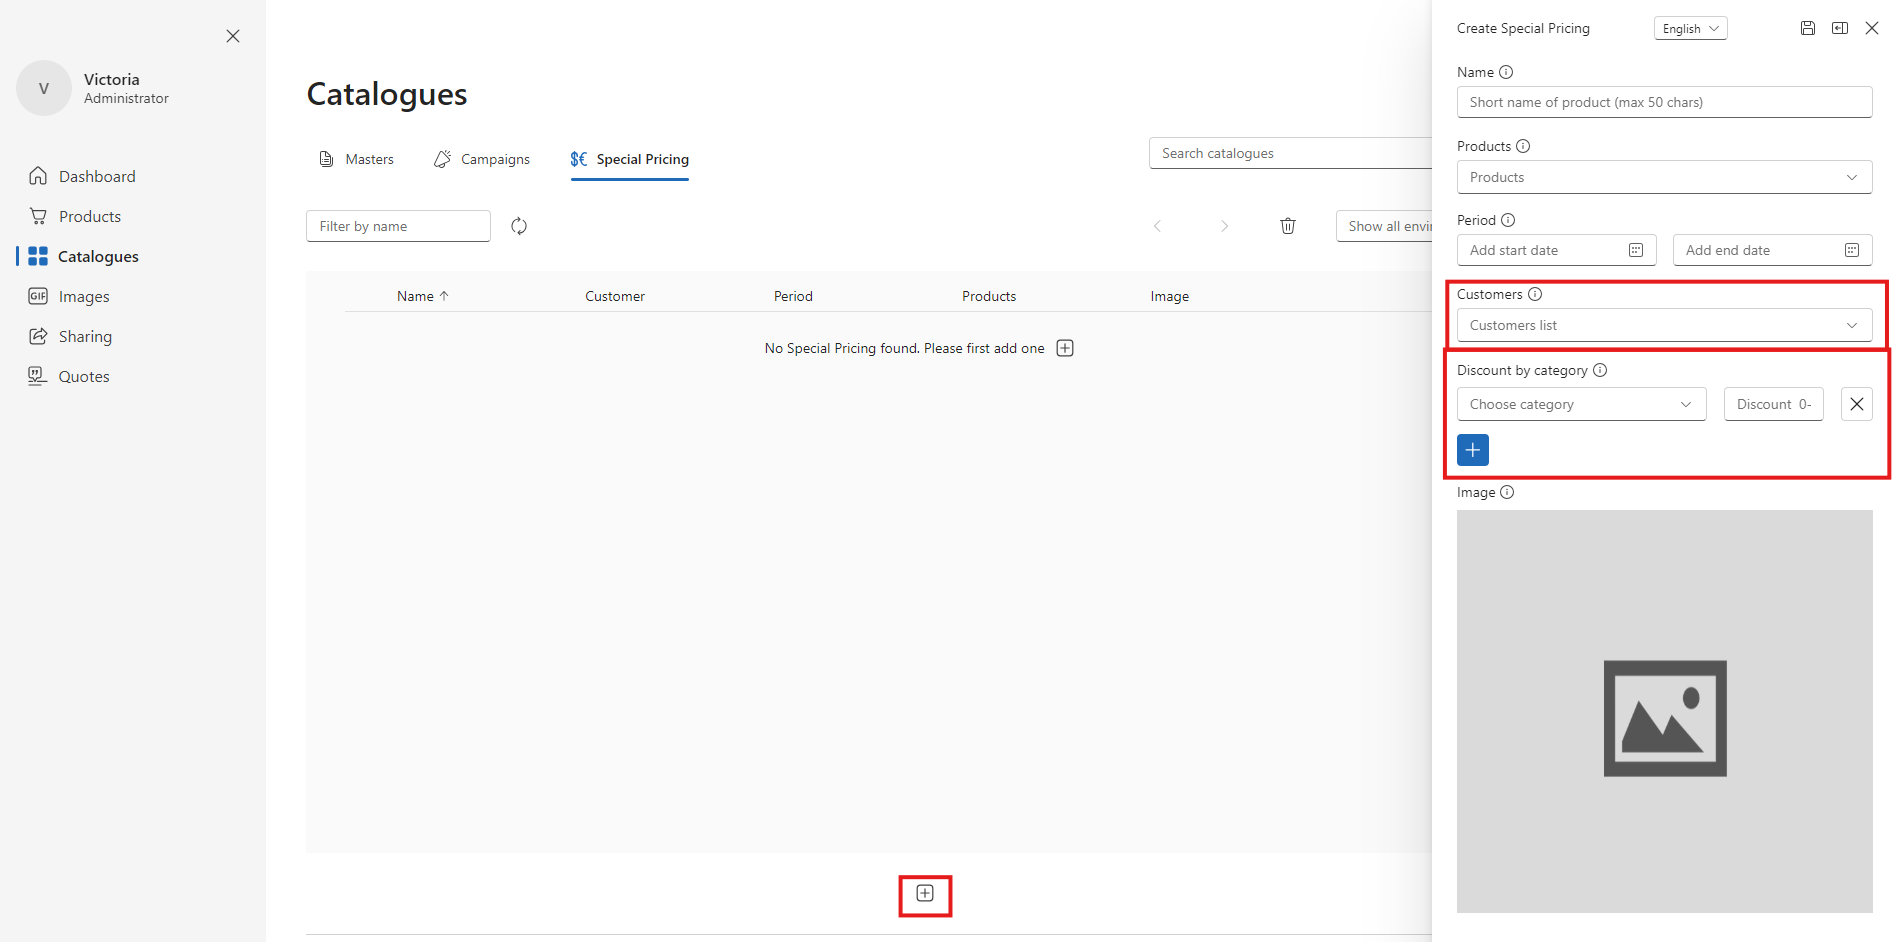 V
Victoria
Administrator
Dashboard
Products
Catalogues
GIF
Images
Sharing
Quotes
Catalogues
Masters
Campaigns
$€ Special Pricing
Search catalogues
Filter by name
Show all envi
Name
Customer
Period
Products
Image
No Special Pricing found. Please first add one
Create Special Pricing
English
Name
Short name of product (max 50 chars)
Products
Products
Period
Add start date
Add end date
Customers
Customers list
Discount by category
Choose category
Discount 0-
Image